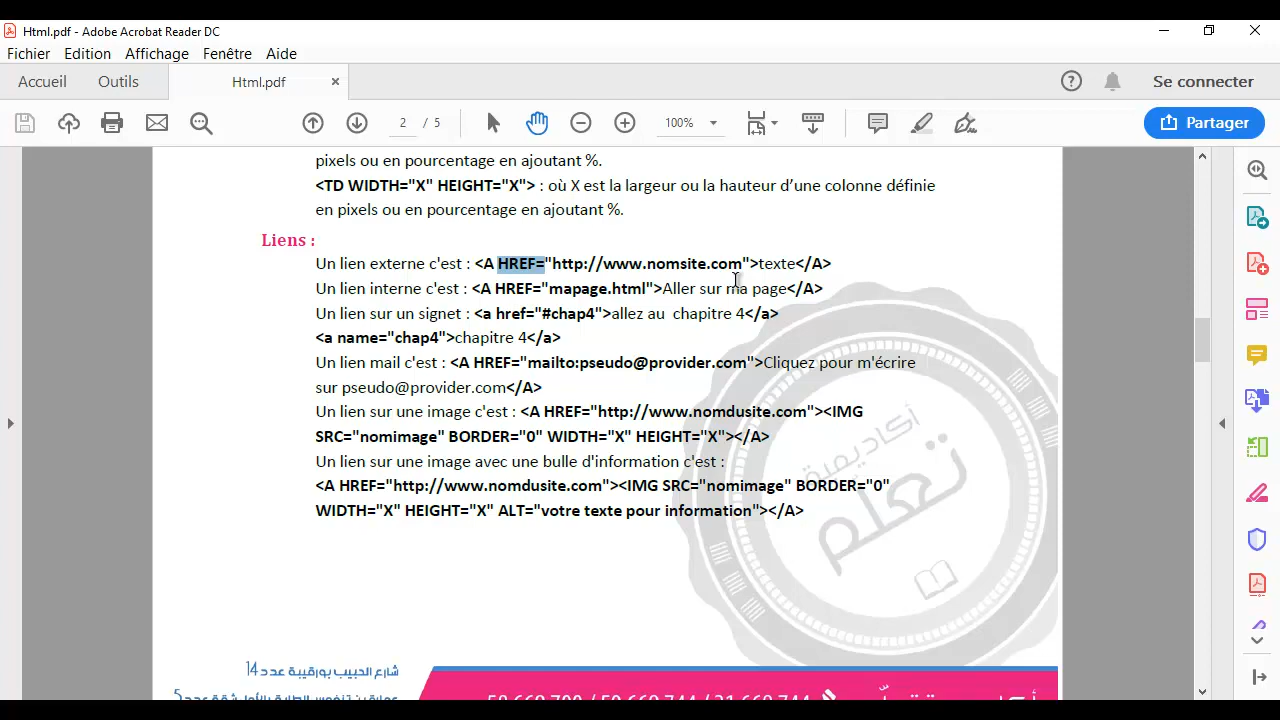 Html.pdf - Adobe Acrobat Reader DC
Fichier Edition Affichage Fenêtre Aide
Accueil Outils Html.pdf × Se connecter
2 / 5 100% Partager
pixels ou en pourcentage en ajoutant %.
<TD WIDTH="X" HEIGHT="X"> : où X est la largeur ou la hauteur d’une colonne définie
en pixels ou en pourcentage en ajoutant %.
Liens :
Un lien externe c'est : <A HREF="http://www.nomsite.com">texte</A>
Un lien interne c'est : <A HREF="mapage.html">Aller sur ma page</A>
Un lien sur un signet : <a href="#chap4">allez au  chapitre 4</a>
<a name="chap4">chapitre 4</a>
Un lien mail c'est : <A HREF="mailto:pseudo@provider.com">Cliquez pour m'écrire
sur pseudo@provider.com</A>
Un lien sur une image c'est : <A HREF="http://www.nomdusite.com"><IMG
SRC="nomimage" BORDER="0" WIDTH="X" HEIGHT="X"></A>
Un lien sur une image avec une bulle d'information c'est :
<A HREF="http://www.nomdusite.com"><IMG SRC="nomimage" BORDER="0"
WIDTH="X" HEIGHT="X" ALT="votre texte pour information"></A>
أكاديمية
تعلم
شارع الحبيب بورقيبة عدد 14